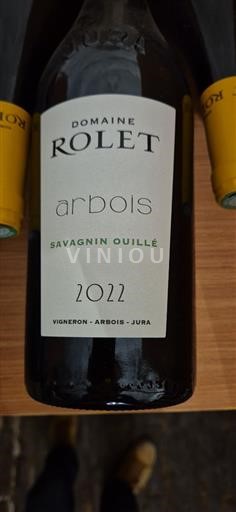 DOMAINE
ROLET
arbois
SAVAGNIN OUILLÉ
VINIOU
2022
VIGNERON - ARBOIS - JURA